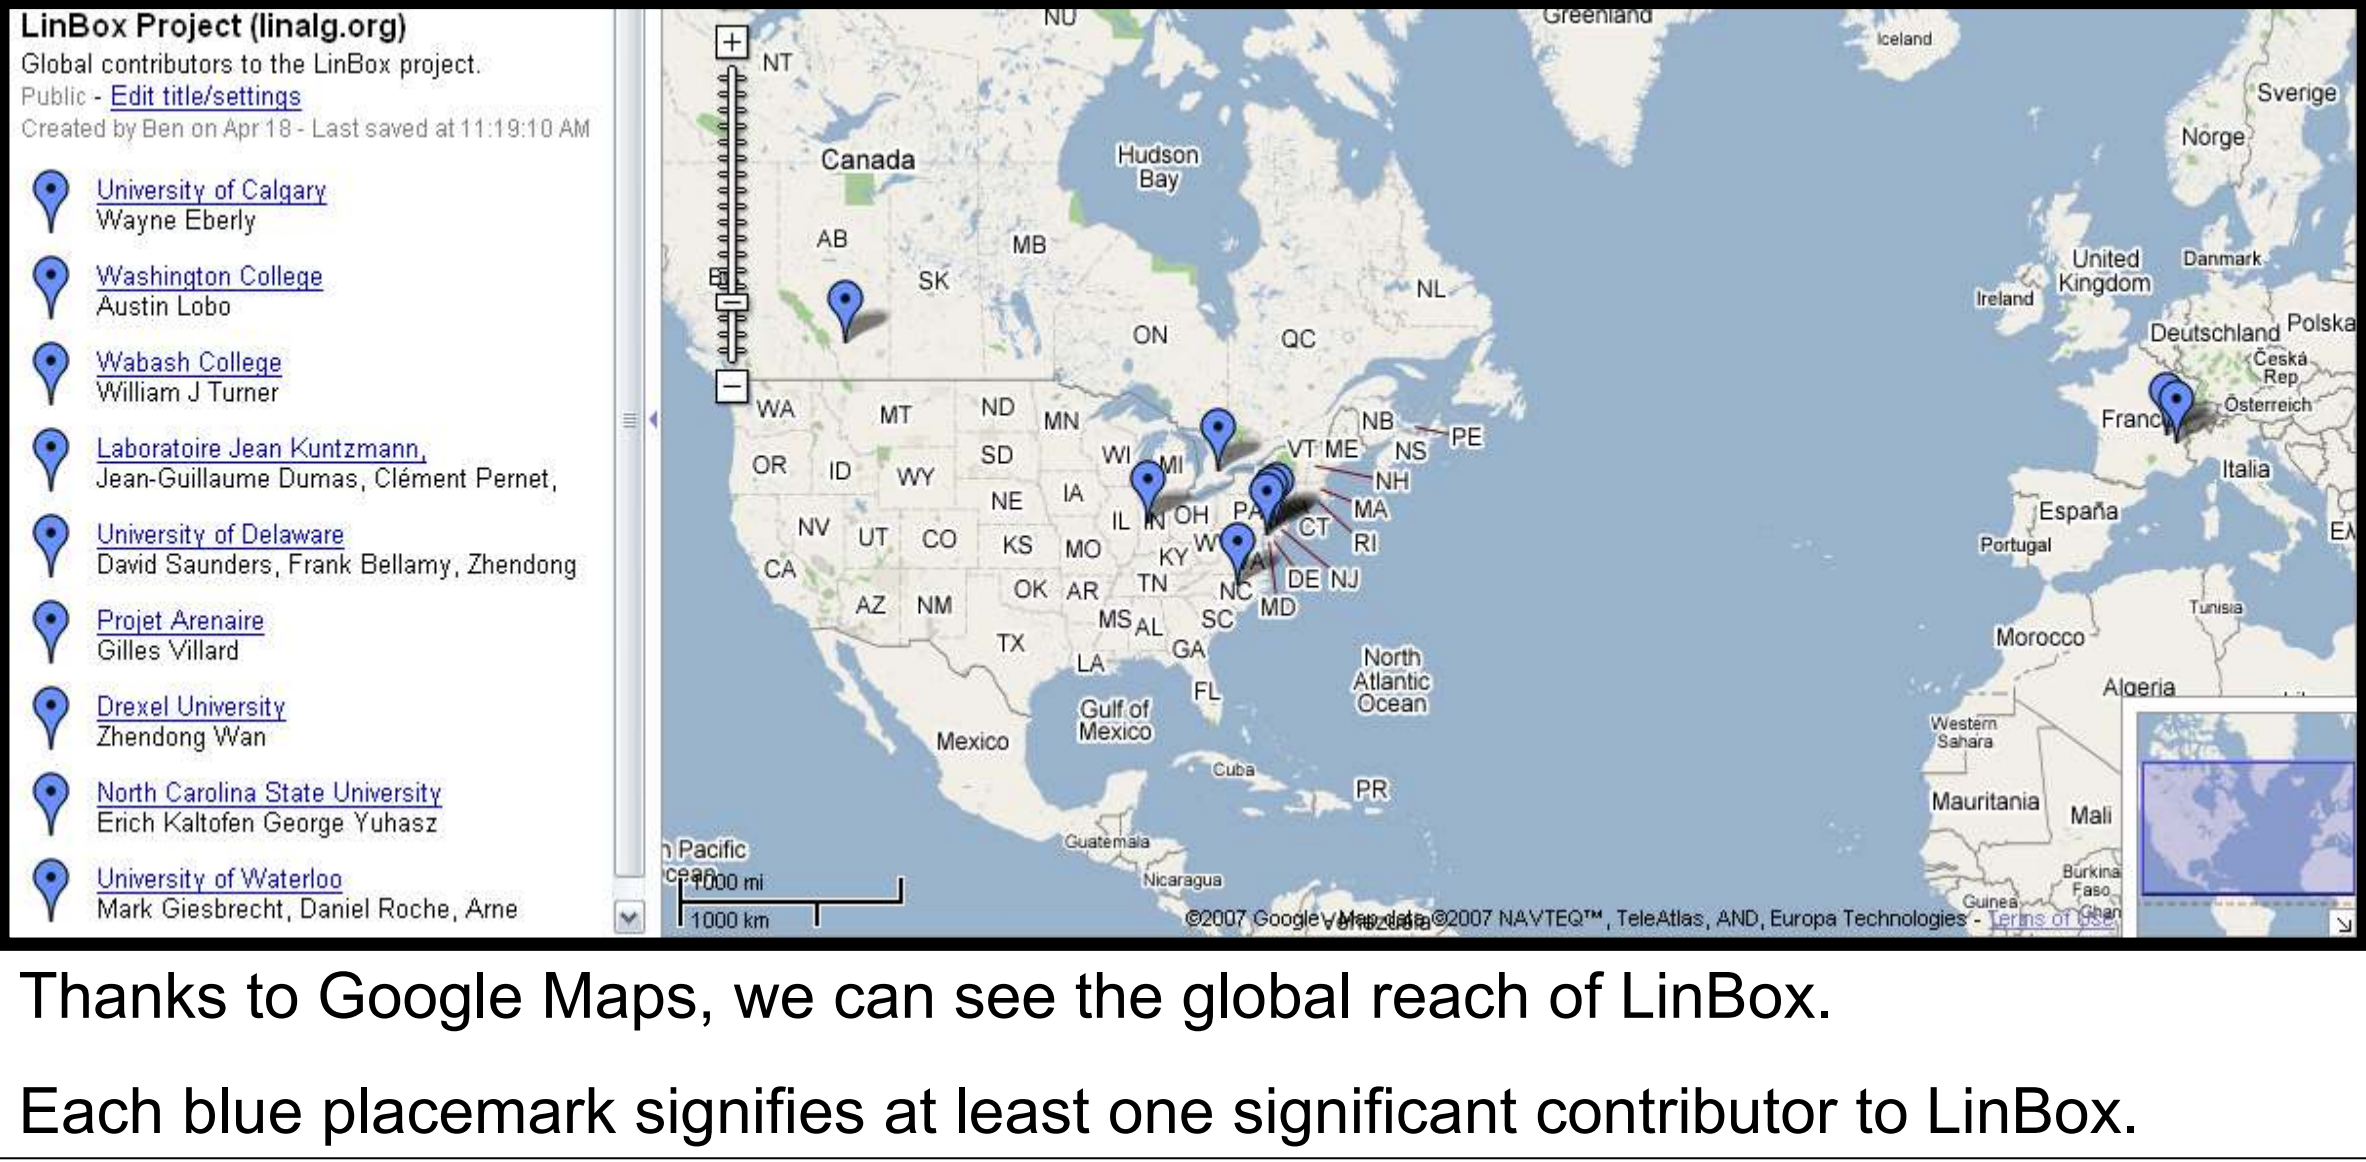 LinBox Project (linalg.org)
Global contributors to the LinBox project.
Public - Edit title/settings
Created by Ben on Apr 18 - Last saved at 11:19:10 AM
University of Calgary
Wayne Eberly
Washington College
Austin Lobo
Wabash College
William J Turner
Laboratoire Jean Kuntzmann,
Jean-Guillaume Dumas, Clément Pernet,
University of Delaware
David Saunders, Frank Bellamy, Zhendong
Projet Arenaire
Gilles Villard
Drexel University
Zhendong Wan
North Carolina State University
Erich Kaltofen George Yuhasz
University of Waterloo
Mark Giesbrecht, Daniel Roche, Arne
NU
Greenland
Iceland
NT
Sverige
Norge
Canada
Hudson
Bay
AB
MB
SK
NL
ON
QC
United
Kingdom
Danmark
Ireland
Deutschland
Polska
Česká
Rep
Österreich
Franc
Italia
España
Portugal
WA
MT
ND
MN
NB
PE
OR
ID
WY
SD
WI
MI
VT
ME
NS
NH
NE
IA
IL
IN
OH
PA
MA
CT
RI
NV
UT
CO
KS
MO
KY
CA
OK
AR
TN
NC
DE
NJ
MD
AZ
NM
MS
AL
SC
TX
LA
GA
FL
North
Atlantic
Ocean
Gulf of
Mexico
Mexico
Cuba
PR
Guatemala
Nicaragua
Tunisia
Morocco
Algeria
Western
Sahara
Mauritania
Mali
Burkina
Faso
Guinea
Pacific
1000 mi
1000 km
©2007 Google - Map data ©2007 NAVTEQ™, TeleAtlas, AND, Europa Technologies - Terms of Use
Venezuela
Thanks to Google Maps, we can see the global reach of LinBox.
Each blue placemark signifies at least one significant contributor to LinBox.